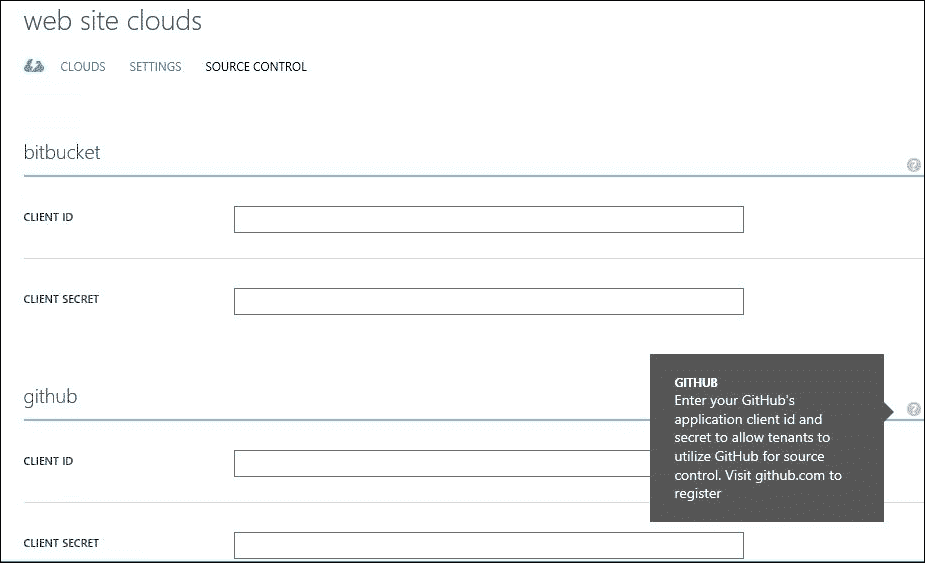 web site clouds
CLOUDS SETTINGS SOURCE CONTROL
bitbucket
?
CLIENT ID
CLIENT SECRET
github
?
GITHUB
Enter your GitHub's
application client id and
secret to allow tenants to
utilize GitHub for source
control. Visit github.com to
register
CLIENT ID
CLIENT SECRET